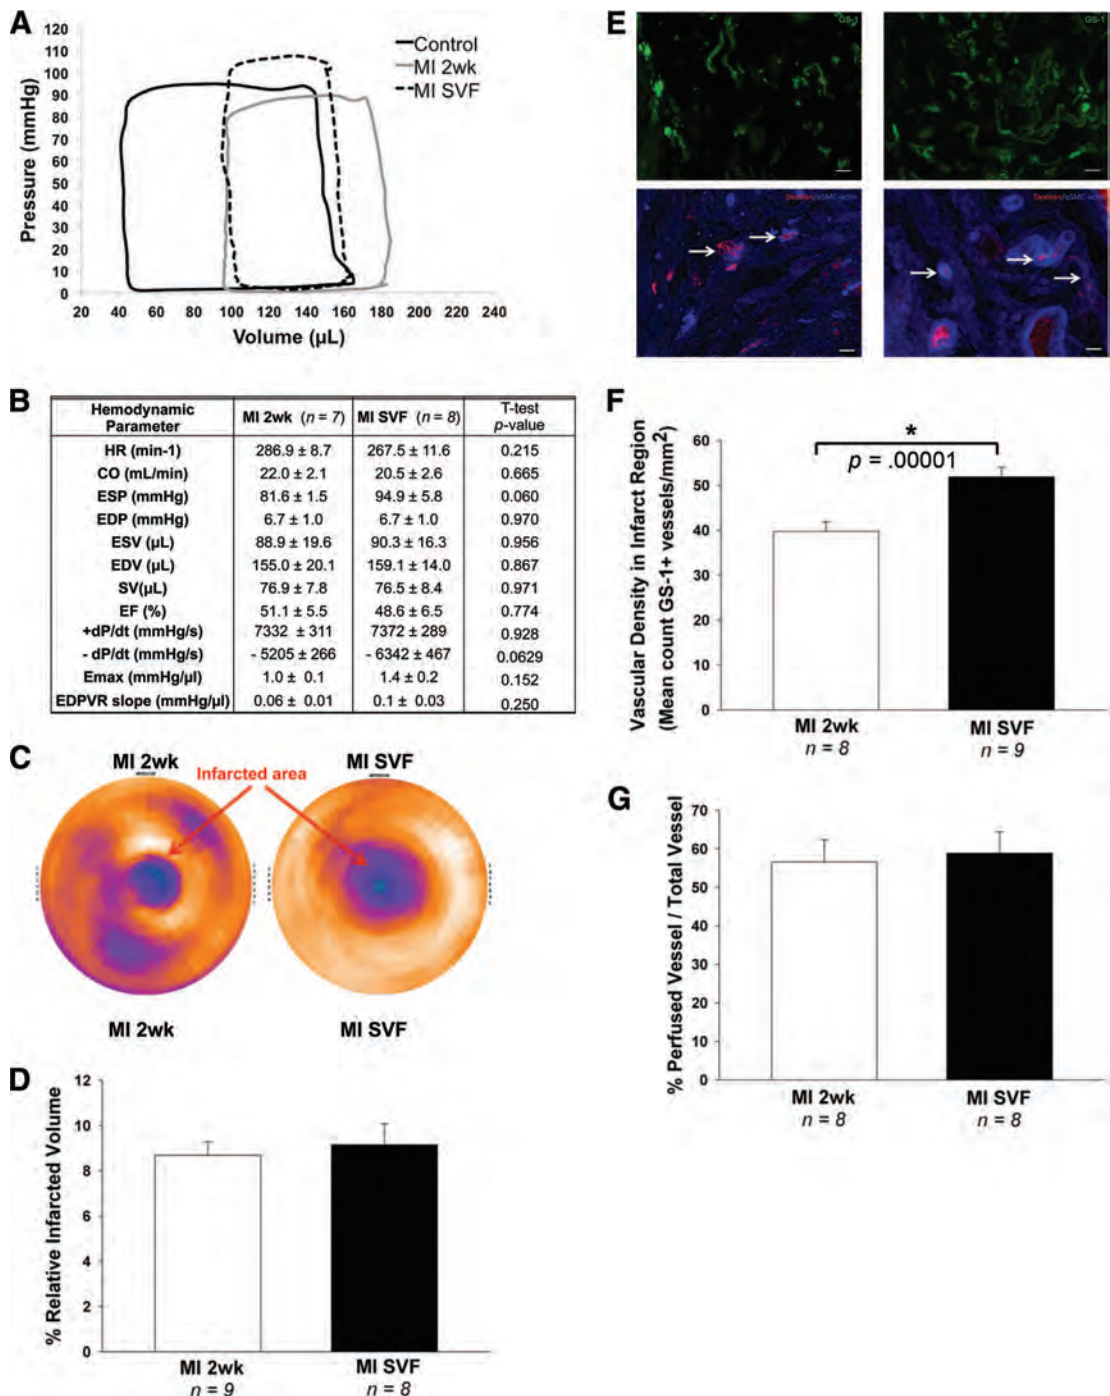 A
Pressure (mmHg)
120
110
100
90
80
70
60
50
40
30
20
10
0
Control
MI 2wk
MI SVF
20 40 60 80 100 120 140 160 180 200 220 240
Volume (µL)
B
Hemodynamic Parameter MI 2wk (n = 7) MI SVF (n = 8) T-test p-value
HR (min-1) 286.9 ± 8.7 267.5 ± 11.6 0.215
CO (mL/min) 22.0 ± 2.1 20.5 ± 2.6 0.665
ESP (mmHg) 81.6 ± 1.5 94.9 ± 5.8 0.060
EDP (mmHg) 6.7 ± 1.0 6.7 ± 1.0 0.970
ESV (µL) 88.9 ± 19.6 90.3 ± 16.3 0.956
EDV (µL) 155.0 ± 20.1 159.1 ± 14.0 0.867
SV(µL) 76.9 ± 7.8 76.5 ± 8.4 0.971
EF (%) 51.1 ± 5.5 48.6 ± 6.5 0.774
+dP/dt (mmHg/s) 7332 ± 311 7372 ± 289 0.928
- dP/dt (mmHg/s) - 5205 ± 266 - 6342 ± 467 0.0629
Emax (mmHg/µl) 1.0 ± 0.1 1.4 ± 0.2 0.152
EDPVR slope (mmHg/µl) 0.06 ± 0.01 0.1 ± 0.03 0.250
C
MI 2wk MI SVF
Infarcted area
MI 2wk MI SVF
D
% Relative Infarcted Volume
12
10
8
6
4
2
0
MI 2wk MI SVF
n = 9 n = 8
E
GS-1 GS-1
Dextran/αSMC-actin Dextran/αSMC-actin
F
Vascular Density in Infarct Region
(Mean count GS-1+ vessels/mm²)
60
50
40
30
20
10
0
*
p = .00001
MI 2wk MI SVF
n = 8 n = 9
G
% Perfused Vessel / Total Vessel
70
60
50
40
30
20
10
0
MI 2wk MI SVF
n = 8 n = 8